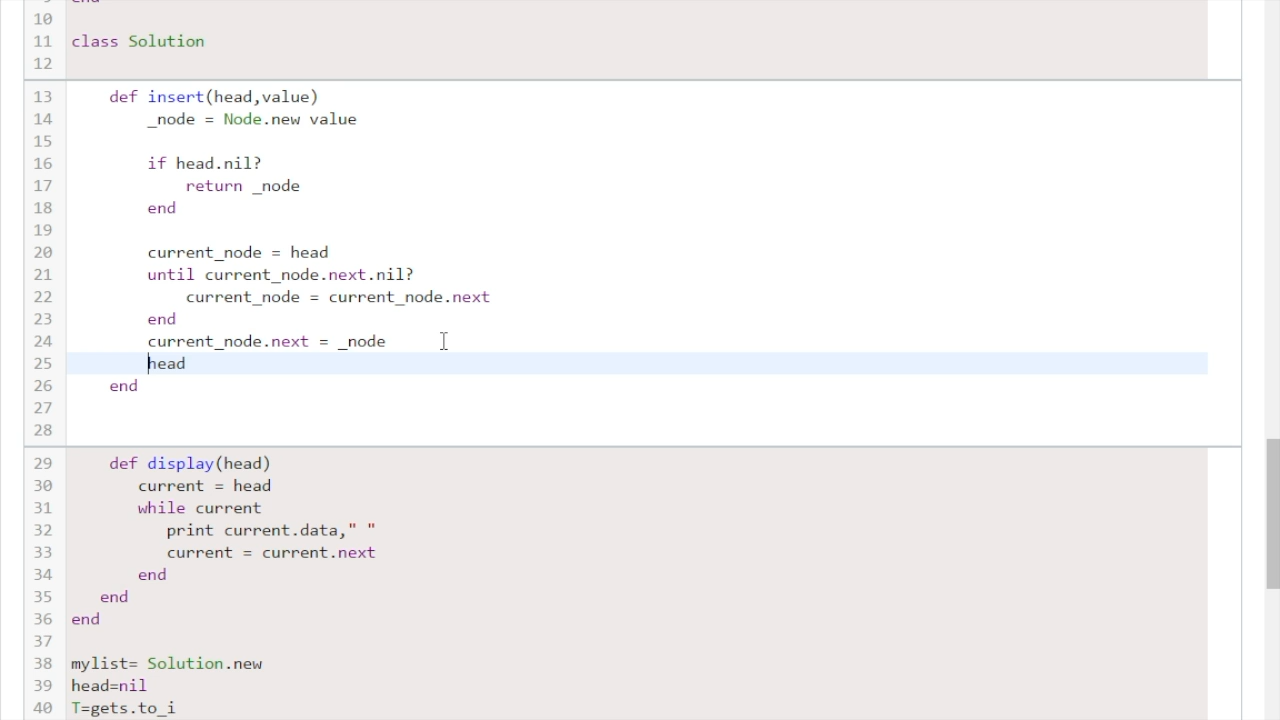 end
10
11 class Solution
12
13     def insert(head,value)
14         _node = Node.new value
15
16         if head.nil?
17             return _node
18         end
19
20         current_node = head
21         until current_node.next.nil?
22             current_node = current_node.next
23         end
24         current_node.next = _node
25         head
26     end
27
28
29     def display(head)
30        current = head
31        while current
32           print current.data," "
33           current = current.next
34        end
35    end
36 end
37
38 mylist= Solution.new
39 head=nil
40 T=gets.to_i